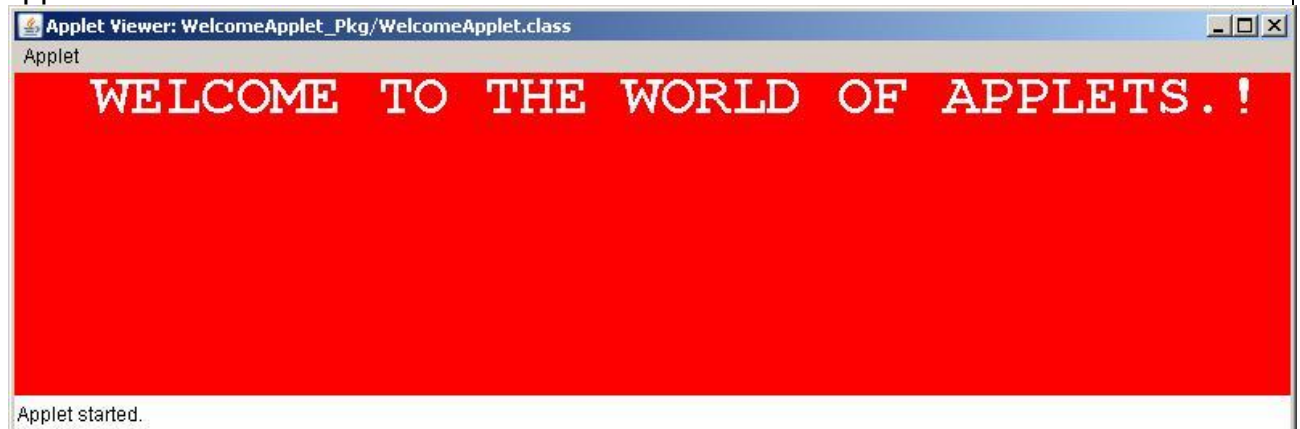 Applet Viewer: WelcomeApplet_Pkg/WelcomeApplet.class
Applet
WELCOME TO THE WORLD OF APPLETS.!
Applet started.